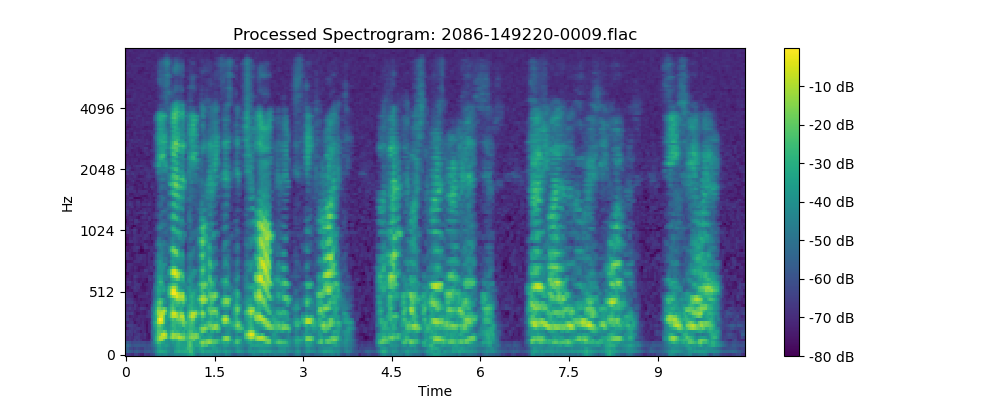 Processed Spectrogram: 2086-149220-0009.flac
Hz
4096
2048
1024
512
0
0 1.5 3 4.5 6 7.5 9
Time
-10 dB
-20 dB
-30 dB
-40 dB
-50 dB
-60 dB
-70 dB
-80 dB